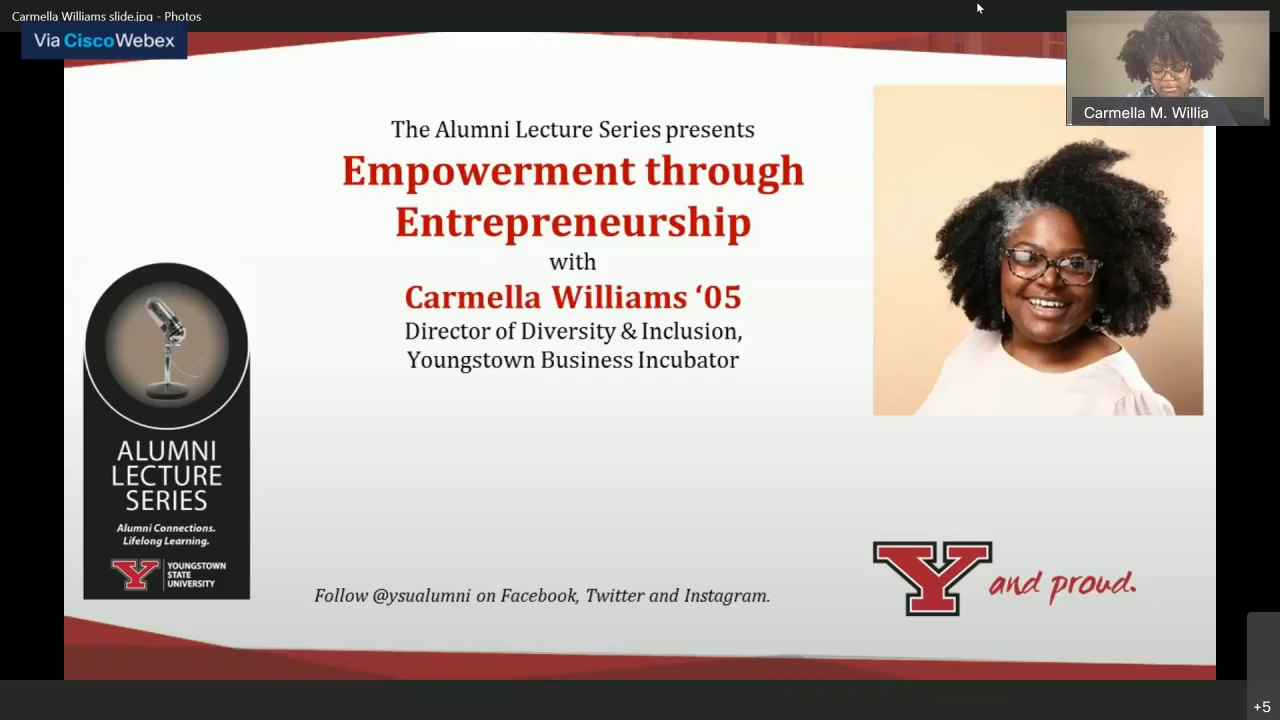 Carmella Williams slide.jpg - Photos
Via CiscoWebex
Carmella M. Willia
The Alumni Lecture Series presents
Empowerment through
Entrepreneurship
with
Carmella Williams ‘05
Director of Diversity & Inclusion,
Youngstown Business Incubator
ALUMNI
LECTURE
SERIES
Alumni Connections.
Lifelong Learning.
Y YOUNGSTOWN
STATE
UNIVERSITY
Follow @ysualumni on Facebook, Twitter and Instagram.
Y and proud.
+5